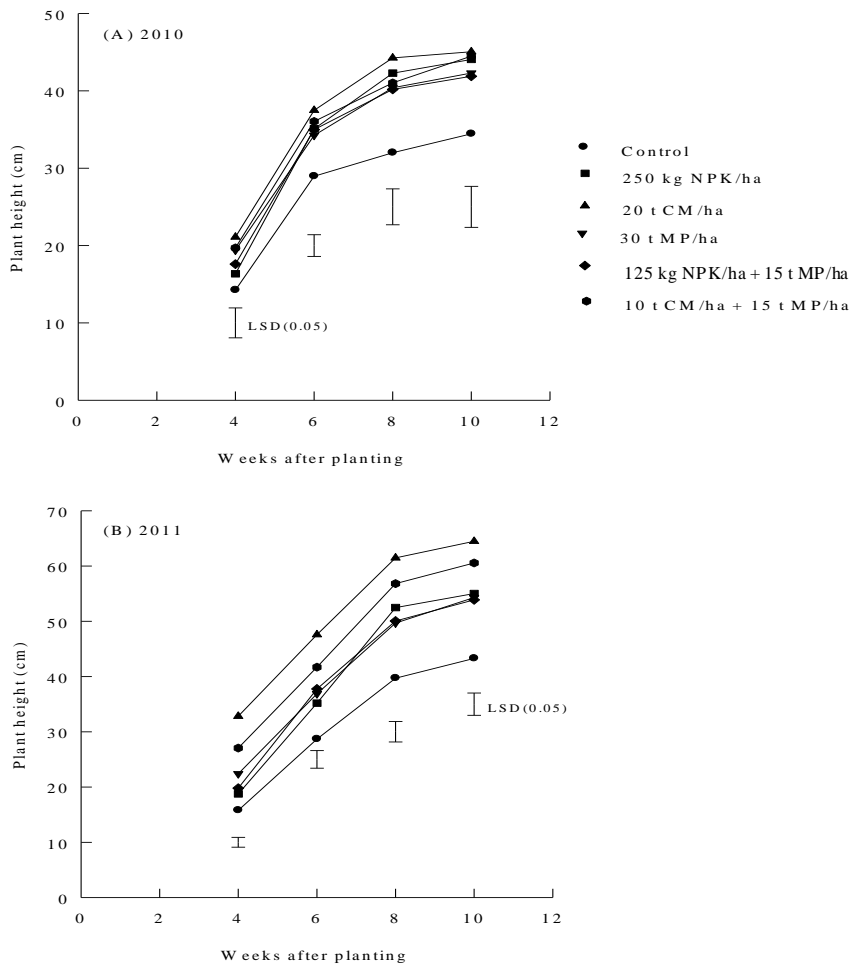 50
(A) 2010
40
30
20
10
0
Plant height (cm)
LSD(0.05)
0 2 4 6 8 10 12
Weeks after planting
Control
250 kg NPK/ha
20 t CM/ha
30 t MP/ha
125 kg NPK/ha + 15 t MP/ha
10 t CM/ha + 15 t MP/ha
70
(B) 2011
60
50
40
30
20
10
0
Plant height (cm)
LSD(0.05)
0 2 4 6 8 10 12
Weeks after planting